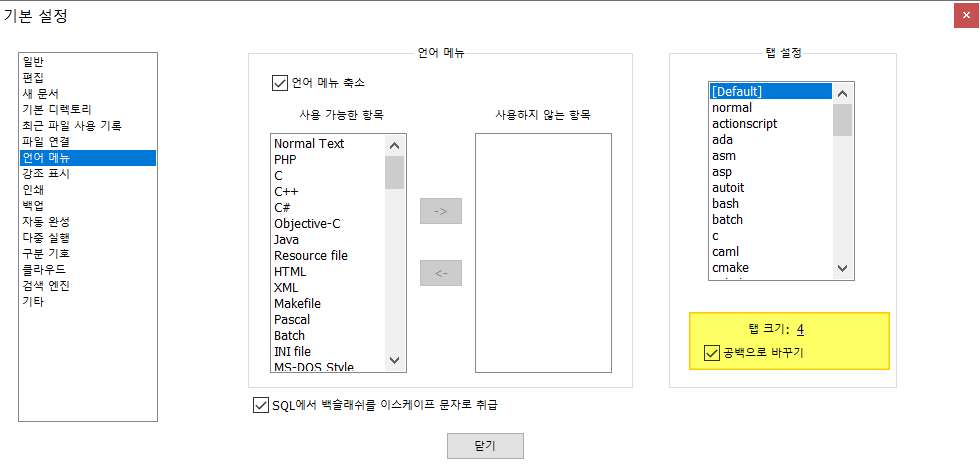 기본 설정
일반
편집
새 문서
기본 디렉토리
최근 파일 사용 기록
파일 연결
언어 메뉴
강조 표시
인쇄
백업
자동 완성
다중 실행
구분 기호
클라우드
검색 엔진
기타
언어 메뉴
언어 메뉴 축소
사용 가능한 항목
Normal Text
PHP
C
C++
C#
Objective-C
Java
Resource file
HTML
XML
Makefile
Pascal
Batch
INI file
MS-DOS Style
->
<-
사용하지 않는 항목
SQL에서 백슬래쉬를 이스케이프 문자로 취급
탭 설정
[Default]
normal
actionscript
ada
asm
asp
autoit
bash
batch
c
caml
cmake
탭 크기: 4
공백으로 바꾸기
닫기